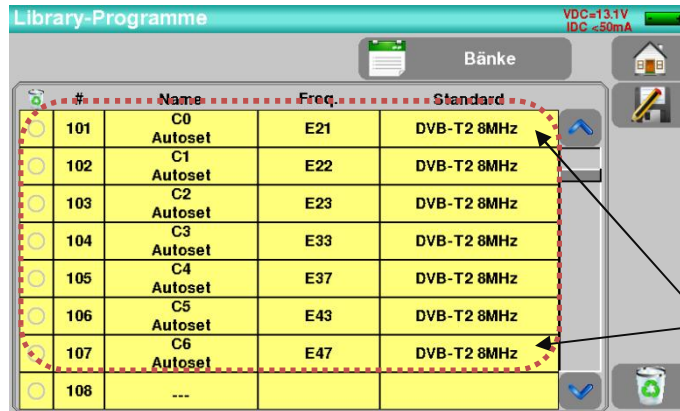 Library-Programme
VDC=13.1V
IDC <50mA
Bänke
# Name Freq. Standard
101 C0 Autoset E21 DVB-T2 8MHz
102 C1 Autoset E22 DVB-T2 8MHz
103 C2 Autoset E23 DVB-T2 8MHz
104 C3 Autoset E33 DVB-T2 8MHz
105 C4 Autoset E37 DVB-T2 8MHz
106 C5 Autoset E43 DVB-T2 8MHz
107 C6 Autoset E47 DVB-T2 8MHz
108 ---